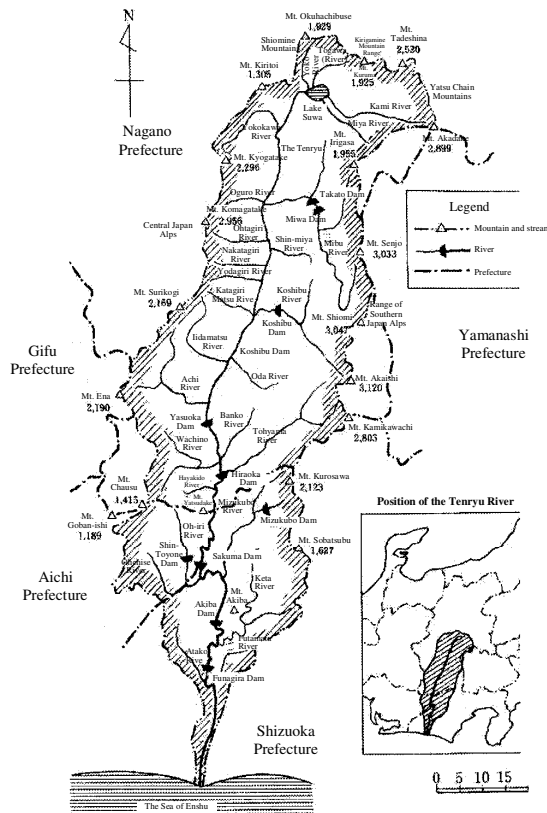 N
Mt. Okuhachibuse
1,929
Shiomine
Mountain
Yoko
River
Togawa
(River)
Kirigamine
Mountain
Range
Mt.
Tadeshina
2,530
Mt. Kiritoi
1,305
Mt.
Kurami
1,925
Yatsu Chain
Mountains
Lake
Suwa
Kami River
Miya River
Nagano
Prefecture
Yokokawa
River
The Tenryu
Mt.
Irigasa
1,955
Mt. Akadake
2,899
Mt. Kyogatake
2,296
Oguro River
Takato Dam
Legend
Mountain and stream
River
Prefecture
Mt. Komagatake
2,956
Central Japan
Alps
Ohtagiri
River
Miwa Dam
Shin-miya
River
Mibu
River
Mt. Senjo
3,033
Nakatagiri
River
Yodagiri River
Katagiri
Matsu River
Koshibu
River
Mt. Surikogi
2,169
Koshibu
Dam
Mt. Shiomi
3,047
Range of
Southern
Japan Alps
Yamanashi
Prefecture
Iidamatsu
River
Koshibu Dam
Gifu
Prefecture
Achi
River
Oda River
Mt. Akaishi
3,120
Mt. Ena
2,190
Yasuoka
Dam
Banko
River
Tohyama
River
Mt. Kamikawachi
2,803
Wachino
River
Hayakido
River
Hiraoka
Dam
Mt. Kurosawa
2,123
Mt.
Chausu
1,415
Mt.
Yatsudake
Mizukubo
River
Mt.
Goban-ishi
1,189
Oh-iri
River
Mizukubo Dam
Position of the Tenryu River
Shin-
Toyone
Dam
Sakuma Dam
Mt. Sobatsubu
1,627
Aichi
Prefecture
River
Keta
River
Akiba
Dam
Mt.
Akiba
Futamata
River
Atako
River
Funagira Dam
Shizuoka
Prefecture
0 5 10 15
The Sea of Enshu